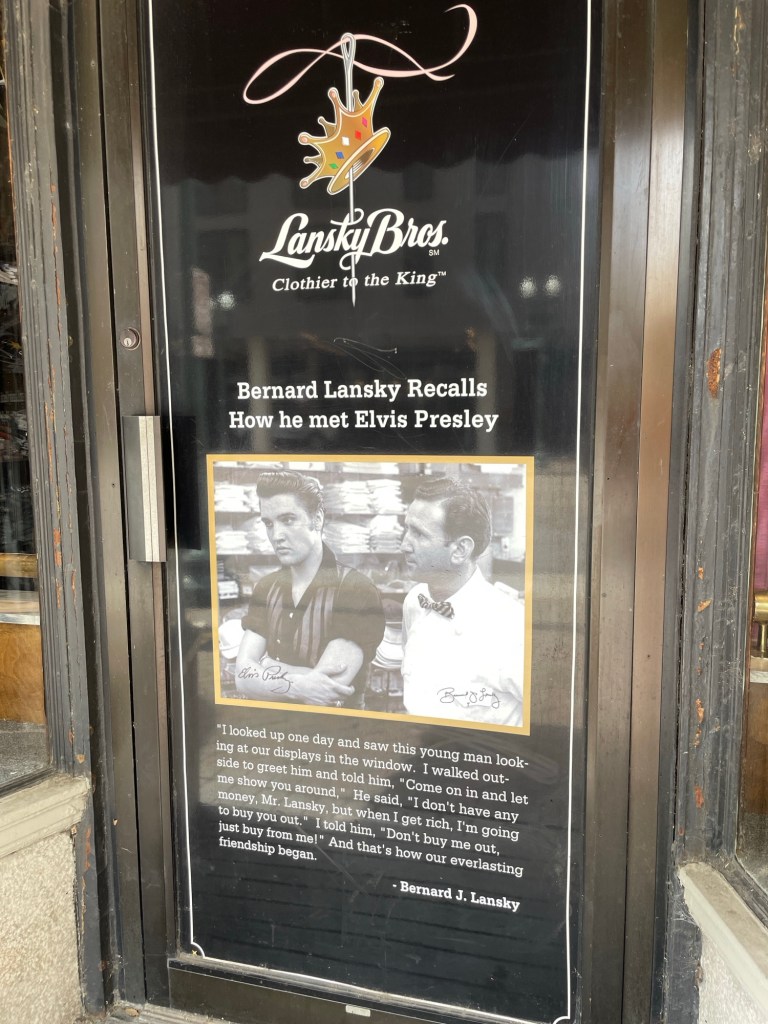 Lansky Bros.
SM
Clothier to the King™
Bernard Lansky Recalls
How he met Elvis Presley
Elvis Presley
"I looked up one day and saw this young man look-
ing at our displays in the window. I walked out-
side to greet him and told him, "Come on in and let
me show you around," He said, "I don't have any
money, Mr. Lansky, but when I get rich, I'm going
to buy you out." I told him, "Don't buy me out,
just buy from me!" And that's how our everlasting
friendship began.
- Bernard J. Lansky